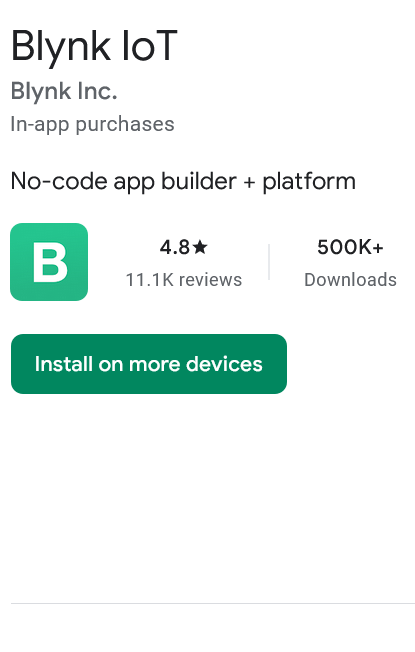 Blynk IoT
Blynk Inc.
In-app purchases
No-code app builder + platform
B
4.8★ 500K+
11.1K reviews Downloads
Install on more devices